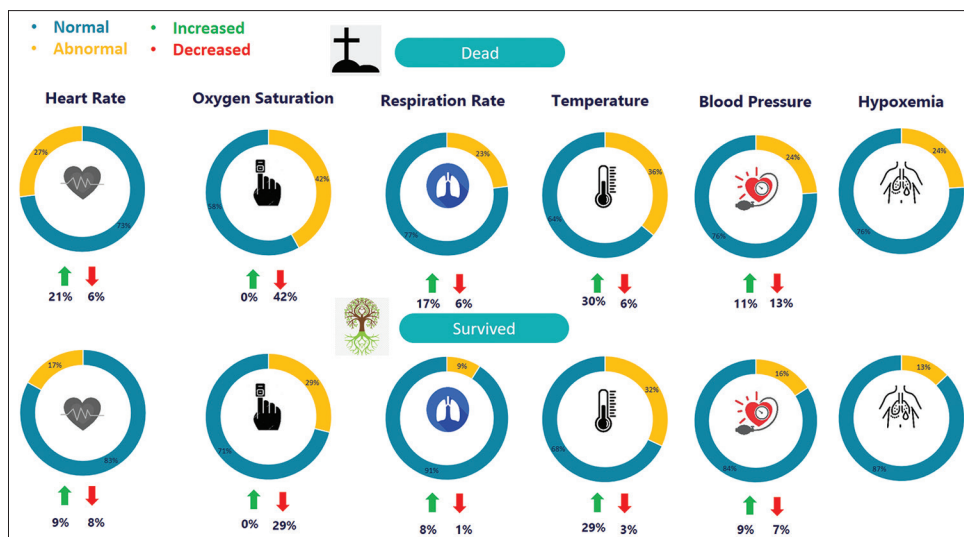 • Normal • Increased
• Abnormal • Decreased
Dead
Heart Rate Oxygen Saturation Respiration Rate Temperature Blood Pressure Hypoxemia
27% 73% 58% 42% 23% 77% 36% 64% 24% 76% 24% 76%
21% 6% 0% 42% 17% 6% 30% 6% 11% 13%
Survived
17% 83% 29% 71% 9% 91% 32% 68% 16% 84% 13% 87%
9% 8% 0% 29% 8% 1% 29% 3% 9% 7%